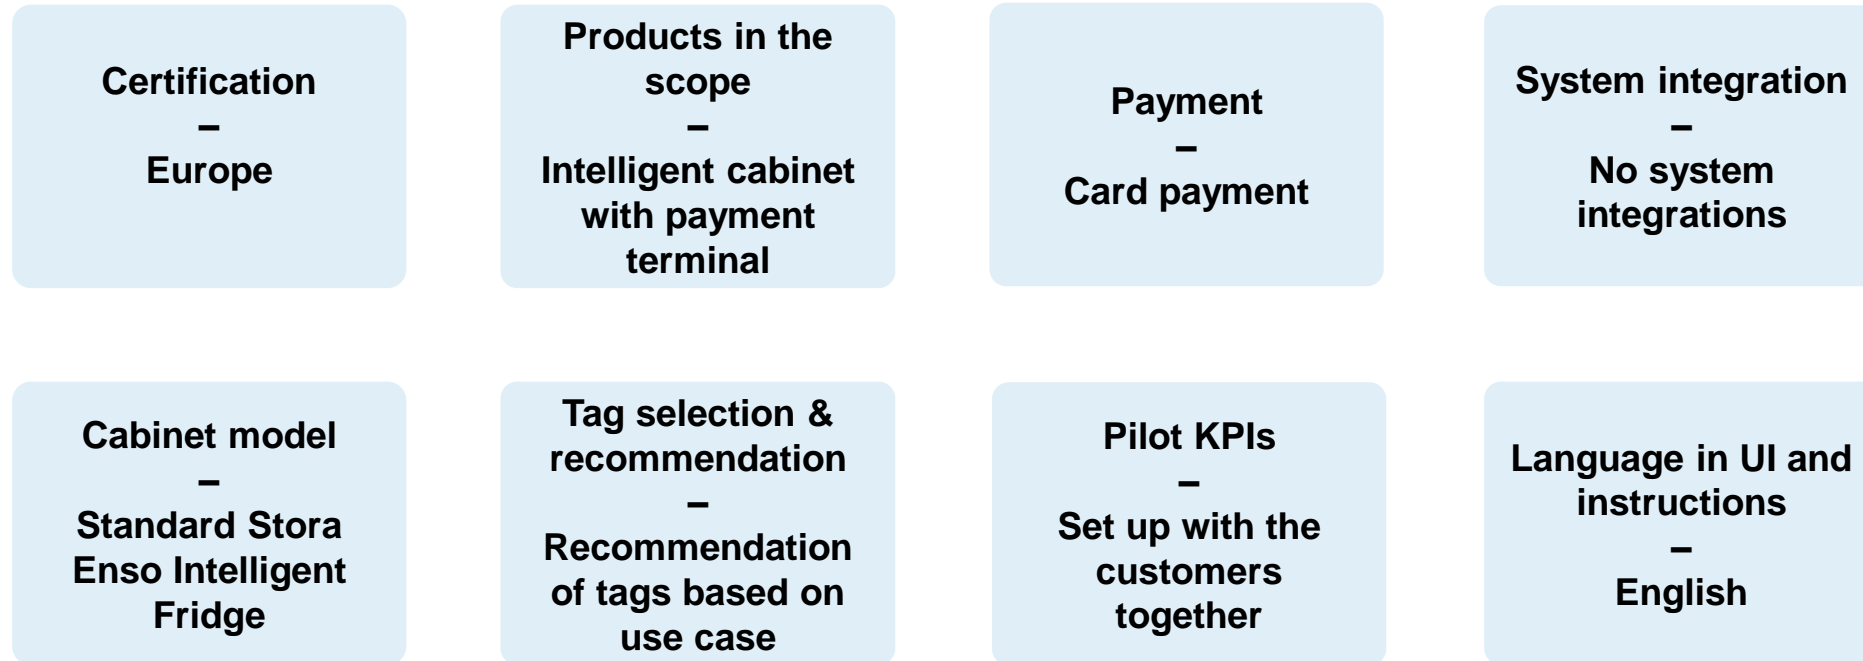 Certification
–
Europe
Products in the
scope
–
Intelligent cabinet
with payment
terminal
Payment
–
Card payment
System integration
–
No system
integrations
Cabinet model
–
Standard Stora
Enso Intelligent
Fridge
Tag selection &
recommendation
–
Recommendation
of tags based on
use case
Pilot KPIs
–
Set up with the
customers
together
Language in UI and
instructions
–
English